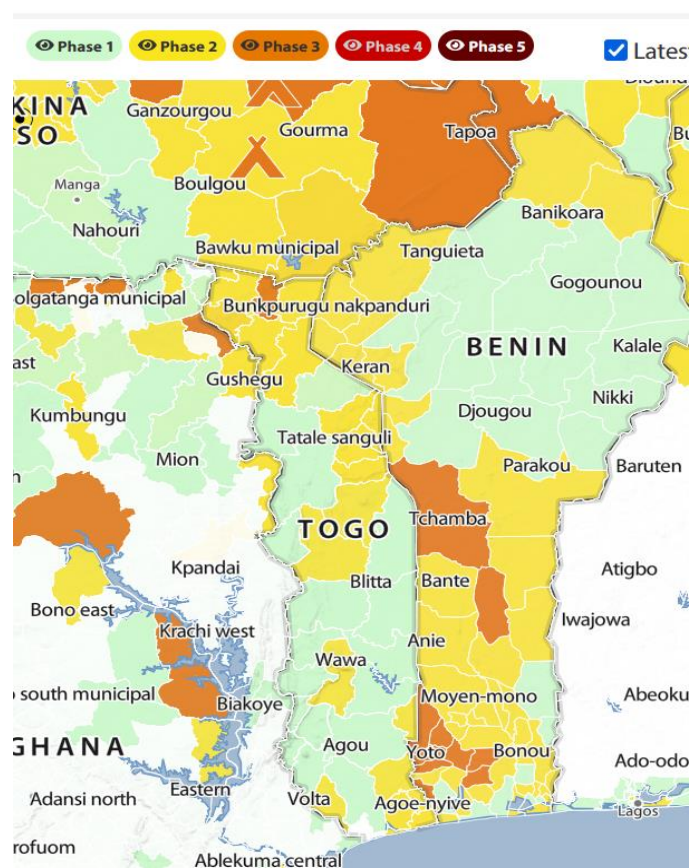 Phase 1 Phase 2 Phase 3 Phase 4 Phase 5 Latest
KINA
SO
Ganzourgou
Gourma
Tapoa
Manga
Boulgou
Banikoara
Nahouri
Bawku municipal
Tanguieta
Gogounou
olgatanga municipal
Bunkpurugu nakpanduri
BENIN
Kalale
ast
Gushegu
Keran
Nikki
Kumbungu
Djougou
Tatale sanguli
Mion
Parakou
Baruten
TOGO
Tchamba
Kpandai
Blitta
Bante
Atigbo
Bono east
Krachi west
Iwajowa
Anie
Wawa
south municipal
Biakoye
Moyen-mono
Abeoku
GHANA
Agou
Yoto
Bonou
Ado-odo
Eastern
Adansi north
Volta
Agoe-nyive
Lagos
rofuom
Ablekuma central